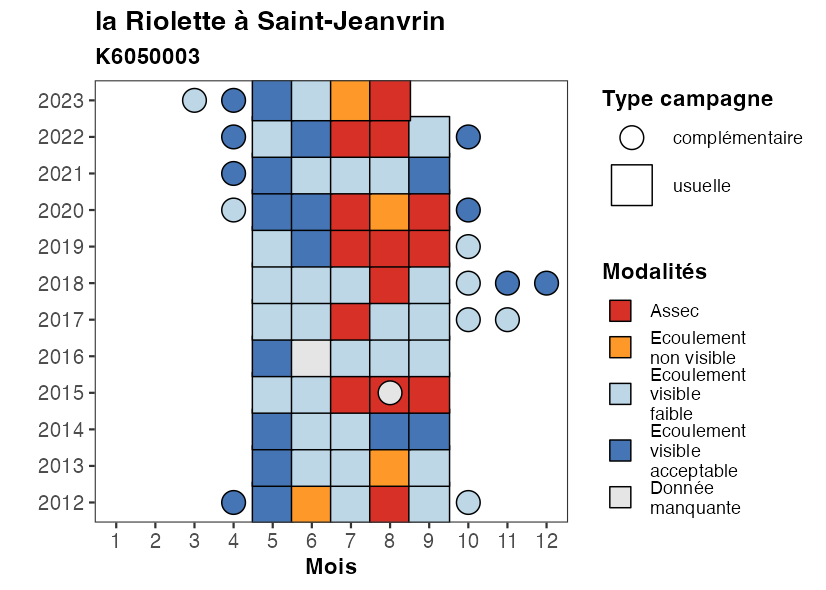 la Riolette à Saint-Jeanvrin
K6050003
2023
2022
2021
2020
2019
2018
2017
2016
2015
2014
2013
2012
1 2 3 4 5 6 7 8 9 10 11 12
Mois
Type campagne
complémentaire
usuelle
Modalités
Assec
Ecoulement
non visible
Ecoulement
visible
faible
Ecoulement
visible
acceptable
Donnée
manquante